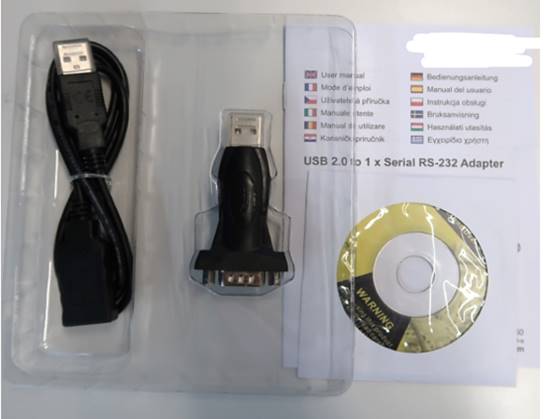 User manual
Mode d'emploi
Uživatelská příručka
Manuale utente
Manual de utilizare
Korisnički priručnik
Bedienungsanleitung
Manual del usuario
Instrukcja obsługi
Bruksanvisning
Használati utasítás
Εγχειρίδιο χρήστη
USB 2.0 to 1 x Serial RS-232 Adapter
WARNING